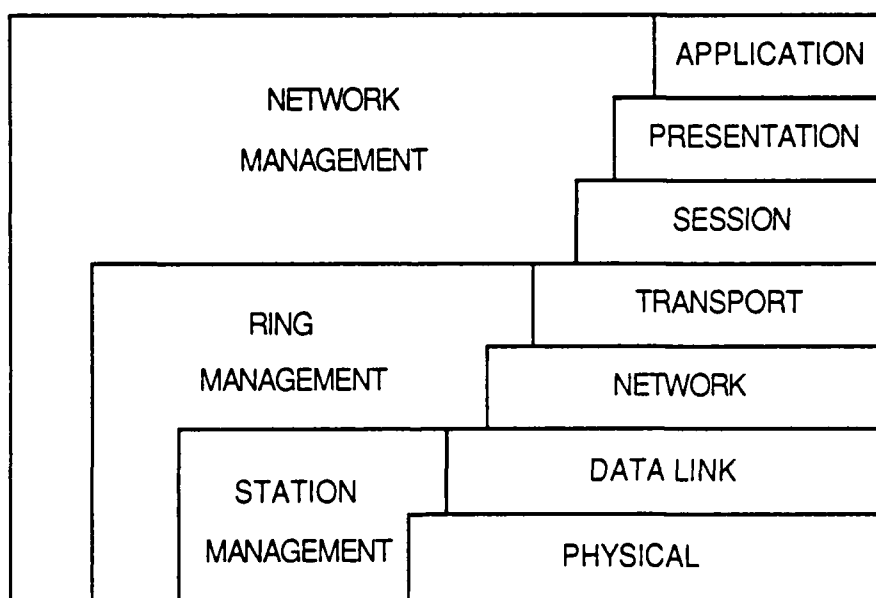 NETWORK
MANAGEMENT
APPLICATION
PRESENTATION
SESSION
RING
MANAGEMENT
TRANSPORT
NETWORK
STATION
MANAGEMENT
DATA LINK
PHYSICAL